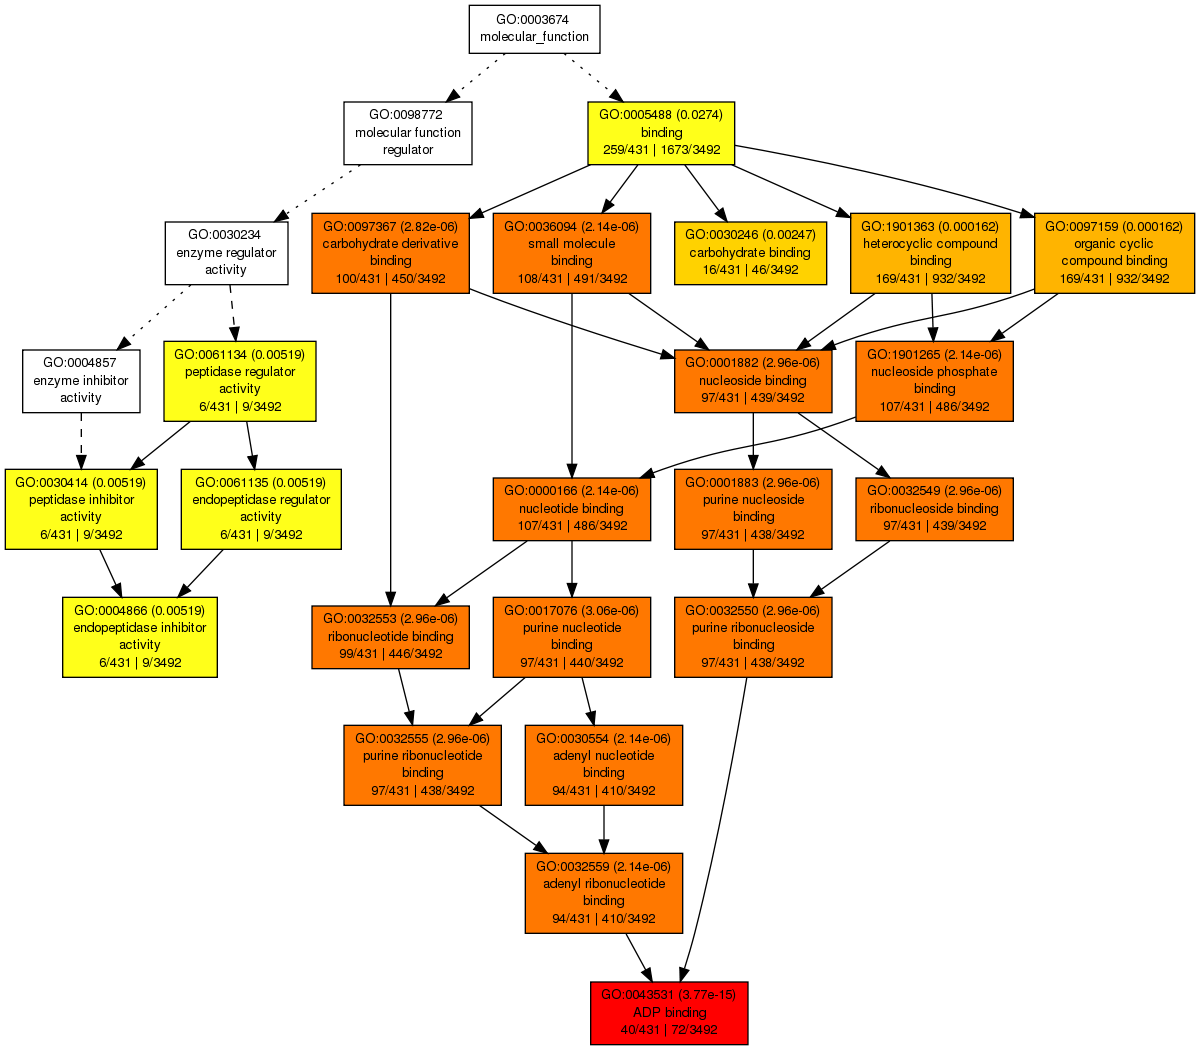 GO:0003674
molecular_function
GO:0098772
molecular function
regulator
GO:0005488 (0.0274)
binding
259/431 | 1673/3492
GO:0030234
enzyme regulator
activity
GO:0097367 (2.82e-06)
carbohydrate derivative
binding
100/431 | 450/3492
GO:0036094 (2.14e-06)
small molecule
binding
108/431 | 491/3492
GO:0030246 (0.00247)
carbohydrate binding
16/431 | 46/3492
GO:1901363 (0.000162)
heterocyclic compound
binding
169/431 | 932/3492
GO:0097159 (0.000162)
organic cyclic
compound binding
169/431 | 932/3492
GO:0004857
enzyme inhibitor
activity
GO:0061134 (0.00519)
peptidase regulator
activity
6/431 | 9/3492
GO:0001882 (2.96e-06)
nucleoside binding
97/431 | 439/3492
GO:1901265 (2.14e-06)
nucleoside phosphate
binding
107/431 | 486/3492
GO:0030414 (0.00519)
peptidase inhibitor
activity
6/431 | 9/3492
GO:0061135 (0.00519)
endopeptidase regulator
activity
6/431 | 9/3492
GO:0000166 (2.14e-06)
nucleotide binding
107/431 | 486/3492
GO:0001883 (2.96e-06)
purine nucleoside
binding
97/431 | 438/3492
GO:0032549 (2.96e-06)
ribonucleoside binding
97/431 | 439/3492
GO:0004866 (0.00519)
endopeptidase inhibitor
activity
6/431 | 9/3492
GO:0032553 (2.96e-06)
ribonucleotide binding
99/431 | 446/3492
GO:0017076 (3.06e-06)
purine nucleotide
binding
97/431 | 440/3492
GO:0032550 (2.96e-06)
purine ribonucleoside
binding
97/431 | 438/3492
GO:0032555 (2.96e-06)
purine ribonucleotide
binding
97/431 | 438/3492
GO:0030554 (2.14e-06)
adenyl nucleotide
binding
94/431 | 410/3492
GO:0032559 (2.14e-06)
adenyl ribonucleotide
binding
94/431 | 410/3492
GO:0043531 (3.77e-15)
ADP binding
40/431 | 72/3492